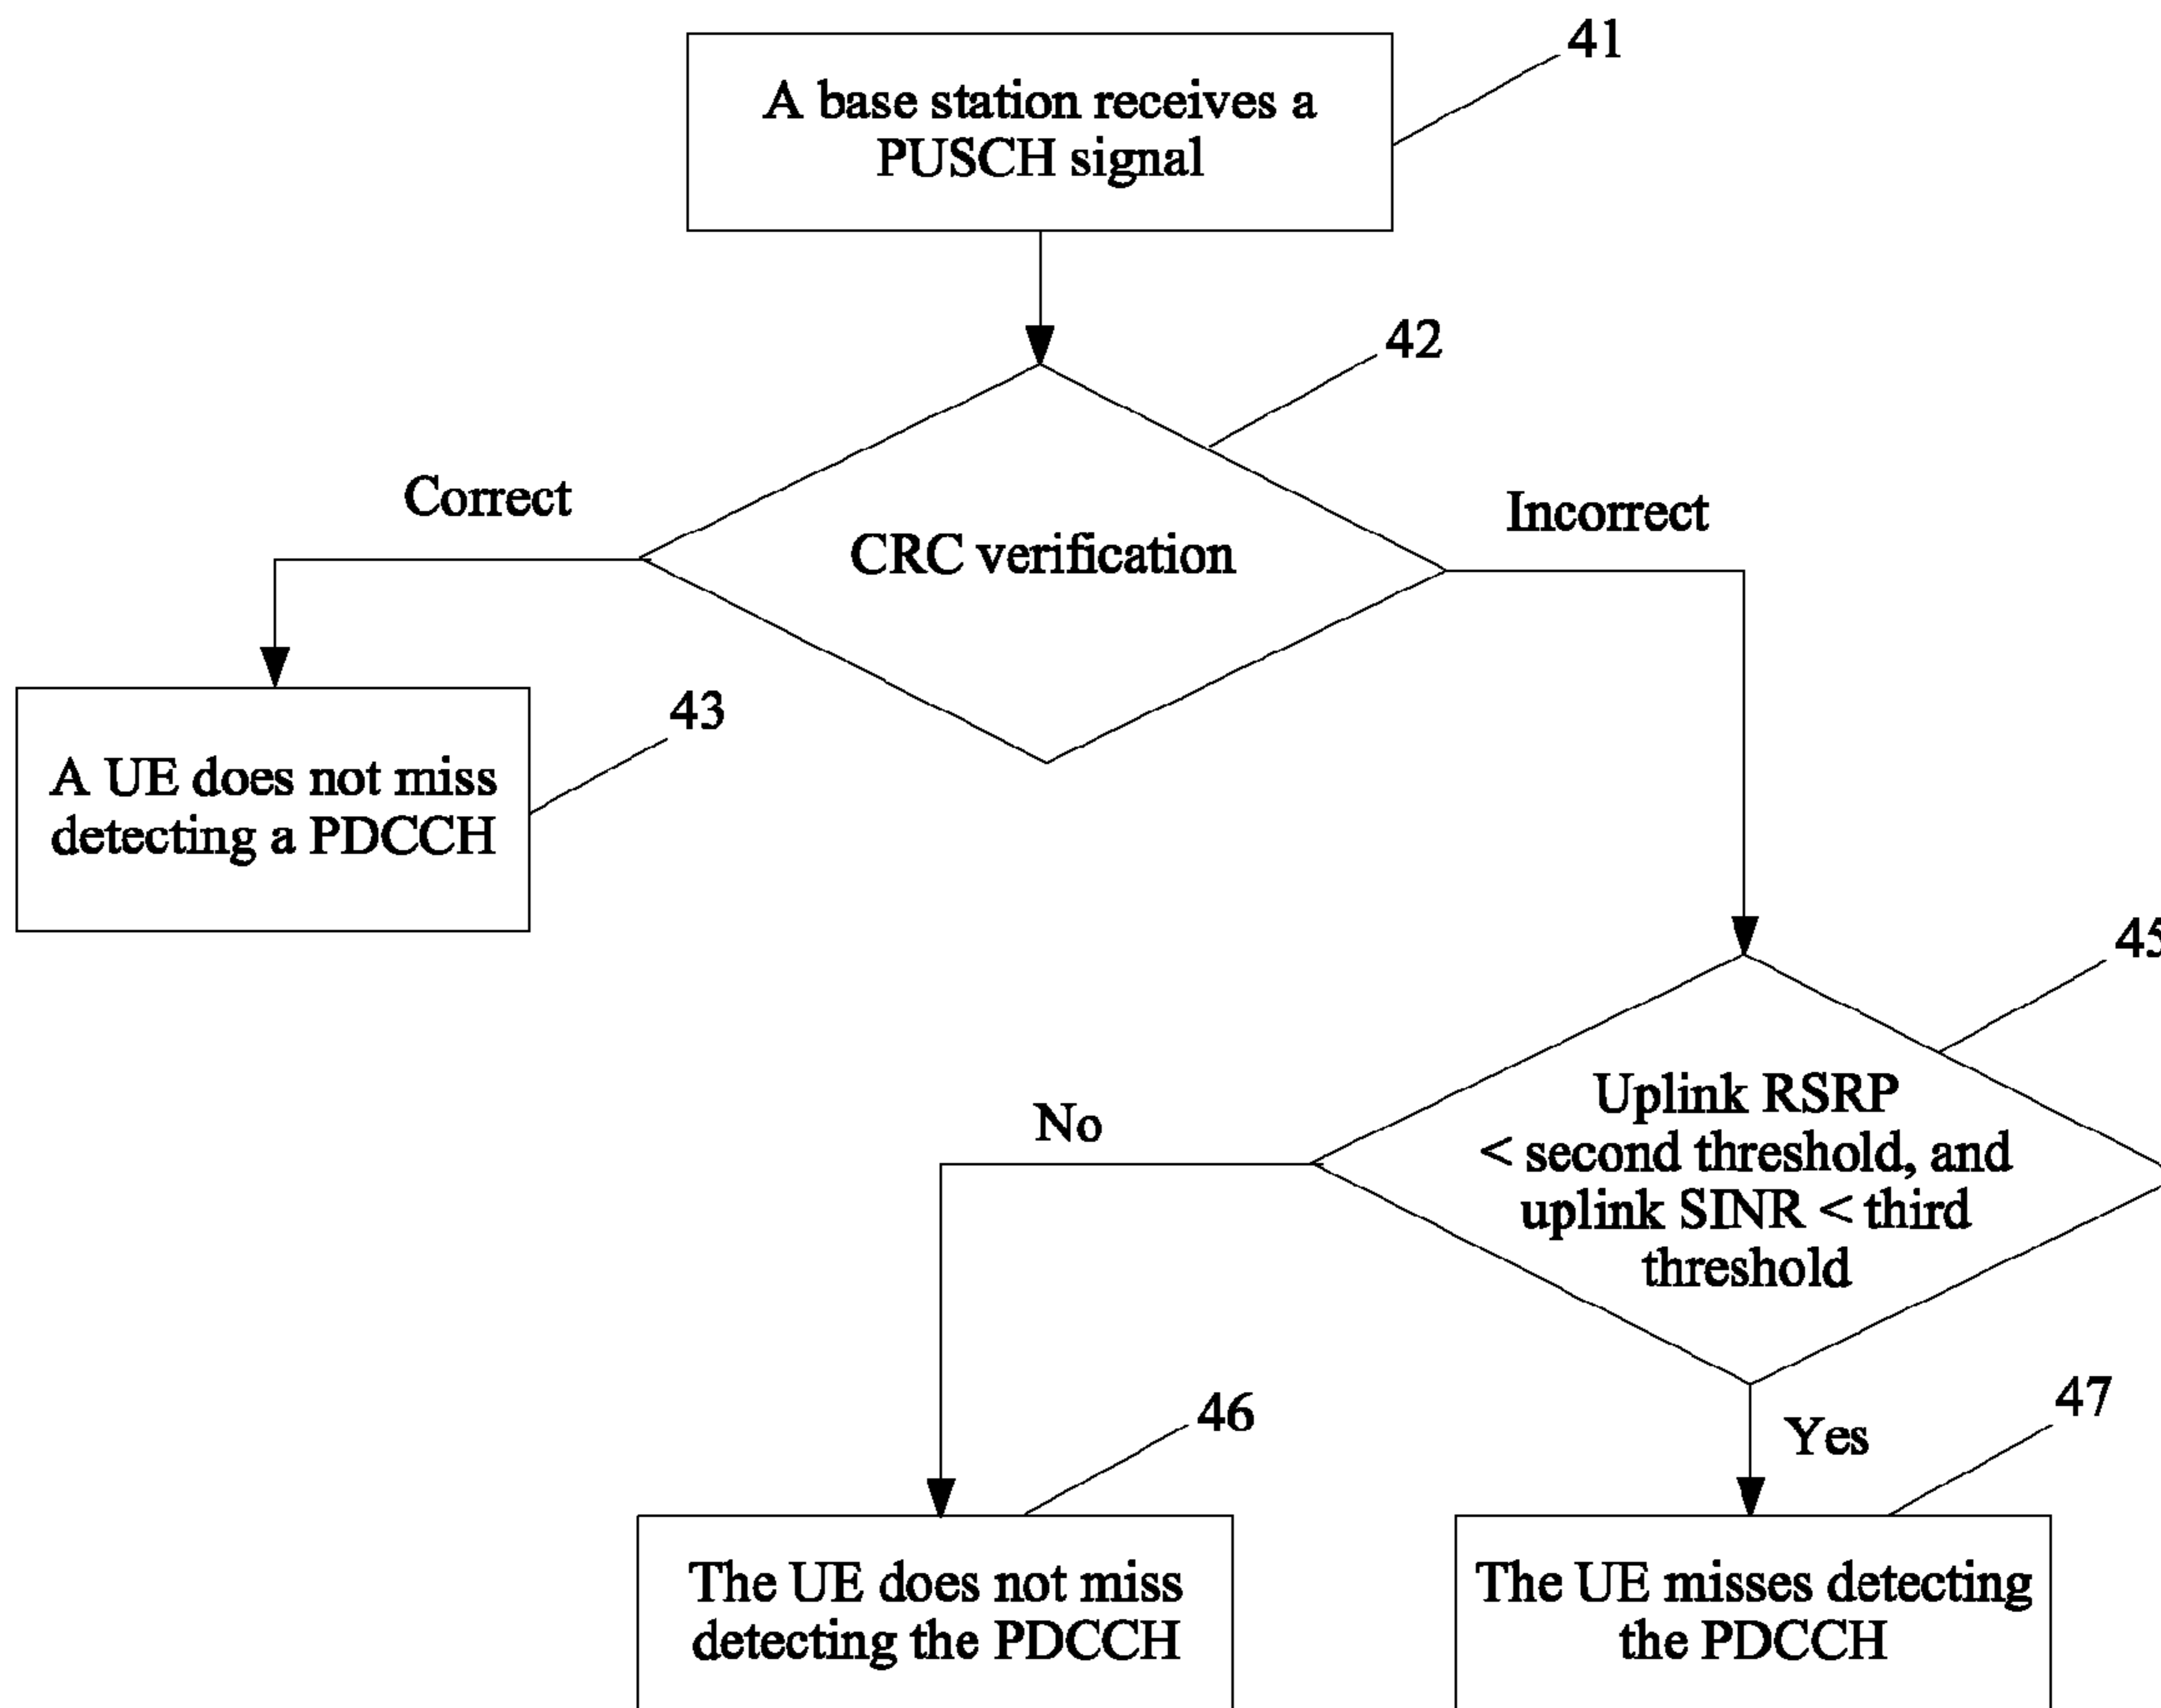 41
A base station receives a
PUSCH signal
42
Correct
Incorrect
CRC verification
43
A UE does not miss
detecting a PDCCH
45
Uplink RSRP
< second threshold, and
uplink SINR < third
threshold
No
46
47
Yes
The UE does not miss
detecting the PDCCH
The UE misses detecting
the PDCCH